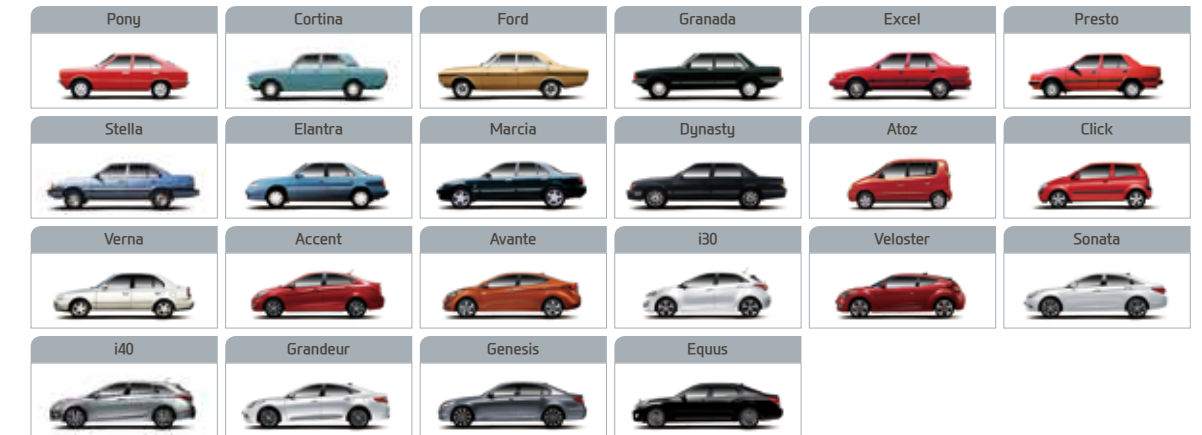 Pony
Cortina
Ford
Granada
Excel
Presto
Stella
Elantra
Marcia
Dynasty
Atoz
Click
Verna
Accent
Avante
i30
Veloster
Sonata
i40
Grandeur
Genesis
Equus